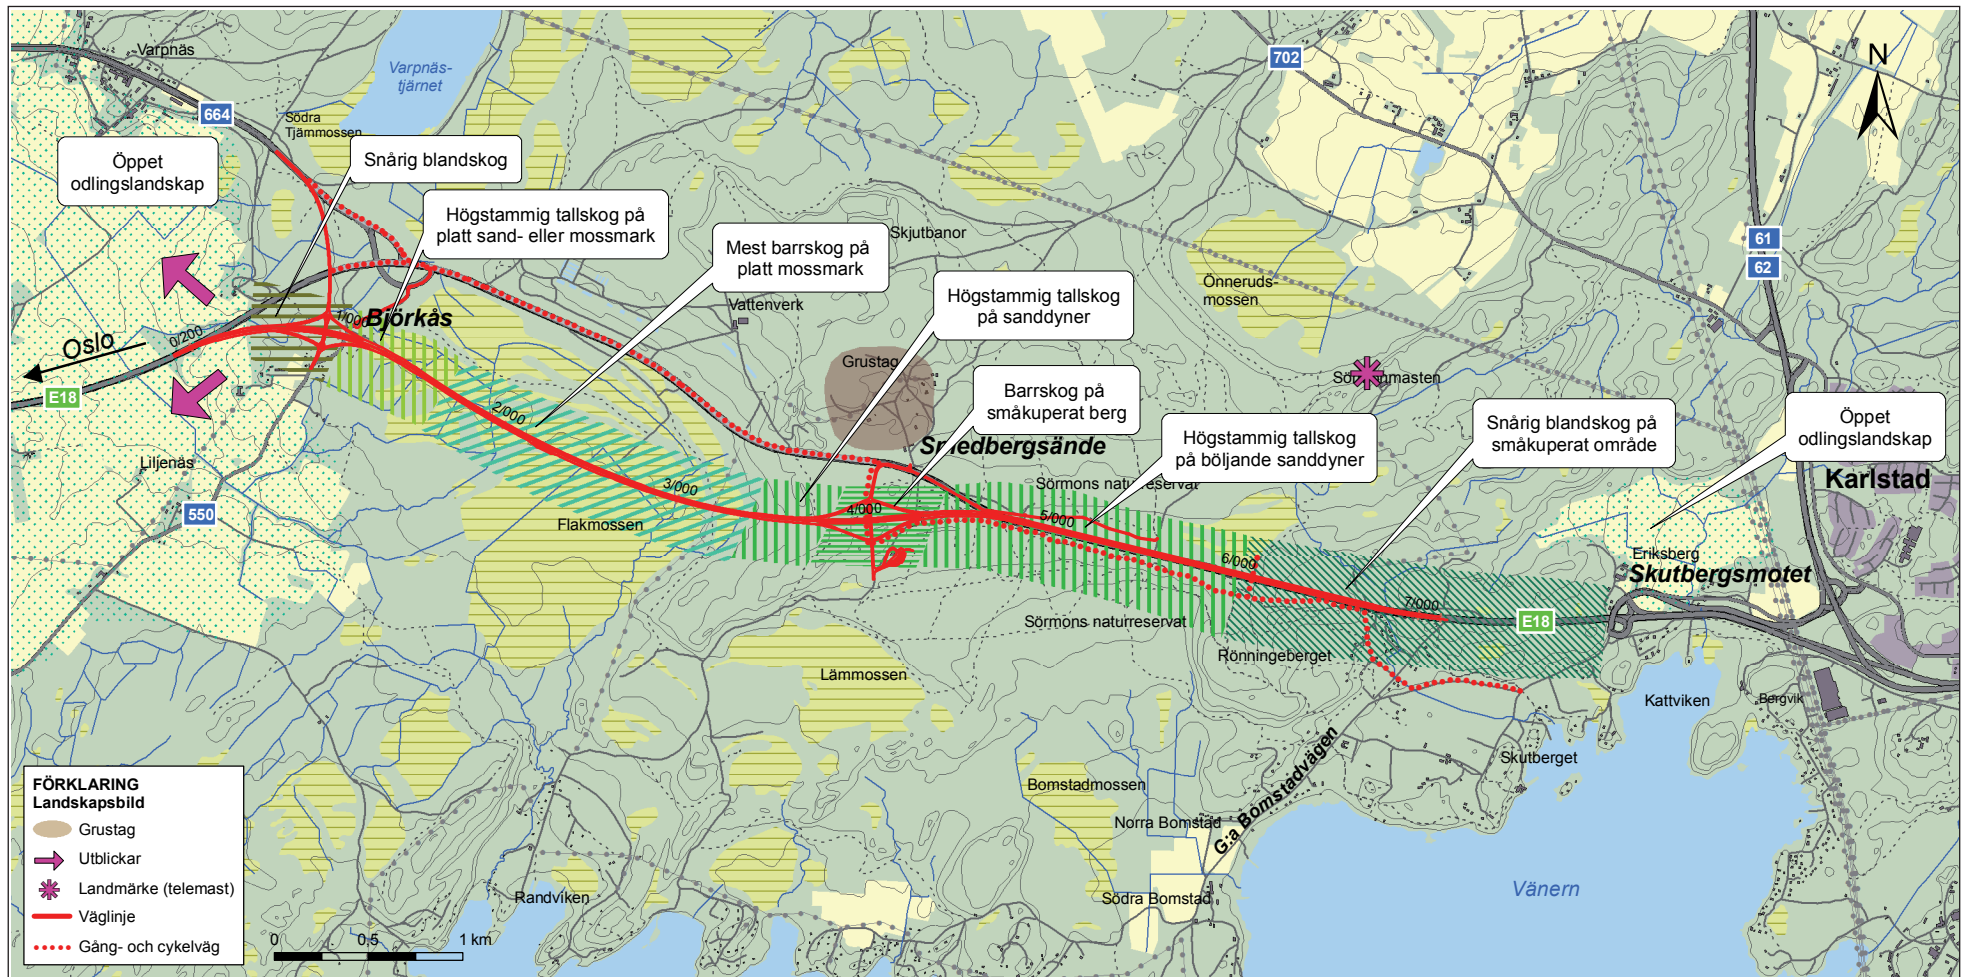 Varpnäs
Varpnäs-
tjärnet
702
N
664
Södra
Tjärnmossen
Öppet
odlingslandskap
Snårig blandskog
Högstammig tallskog på
platt sand- eller mossmark
Mest barrskog på
platt mossmark
Skjutbanor
61
62
Önneruds-
mossen
Högstammig tallskog
på sanddyner
Vattenverk
Björkås
1/000
0/200
Oslo
E18
Grustag
Sörmonmasten
Barrskog på
småkuperat berg
Snårig blandskog på
småkuperat område
Öppet
odlingslandskap
Högstammig tallskog
på böljande sanddyner
Smedbergsände
2/000
Liljenäs
Karlstad
3/000
Sörmons naturreservat
550
Flakmossen
4/000
5/000
Eriksberg
Skutbergsmotet
6/000
7/000
E18
Sörmons naturreservat
Rönningeberget
Lämmossen
Kattviken
Bergvik
Skutberget
G:a Bomstadvägen
Bomstadmossen
Norra Bomstad
Södra Bomstad
Randviken
Vänern
FÖRKLARING
Landskapsbild
Grustag
Utblickar
Landmärke (telemast)
Väglinje
Gång- och cykelväg
0 0,5 1 km